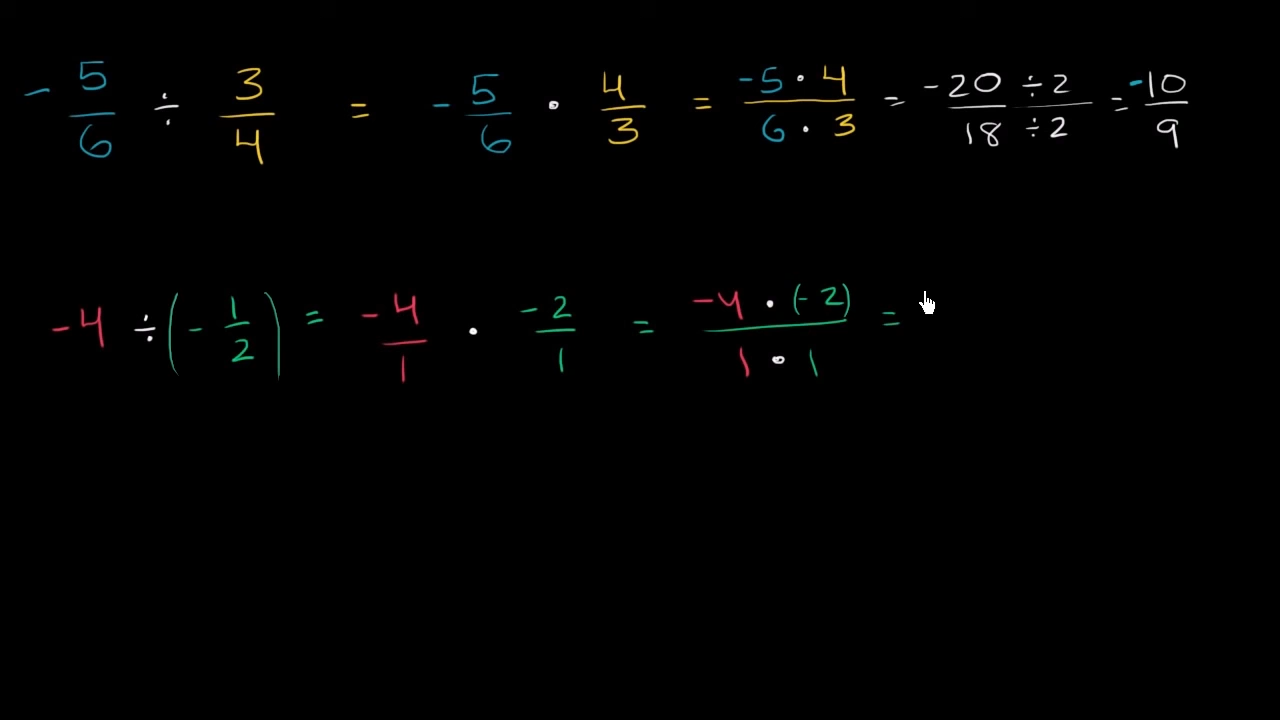 -5/6 ÷ 3/4 = -5/6 · 4/3 = -5·4/6·3 = -20÷2/18÷2 = -10/9
-4 ÷ (-1/2) = -4/1 · -2/1 = -4·(-2)/1·1 =